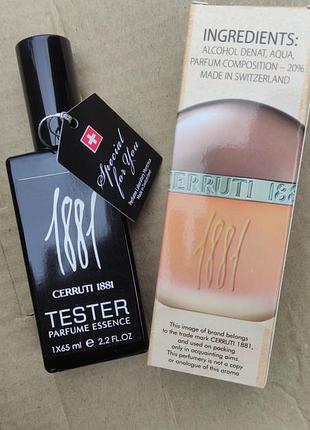 1881
CERRUTI 1881
TESTER
PARFUME ESSENCE
1X65 ml e 2.2 FL.OZ
Special
for You
INGREDIENTS:
ALCOHOL DENAT, AQUA,
PARFUM COMPOSITION – 20%
MADE IN SWITZERLAND
CERRUTI 188
1881
This image of brand belongs
to the trade mark CERRUTI 1881
and used on packing
only in acquainting aims.
This perfumery is not a copy
or analogue of this aroma